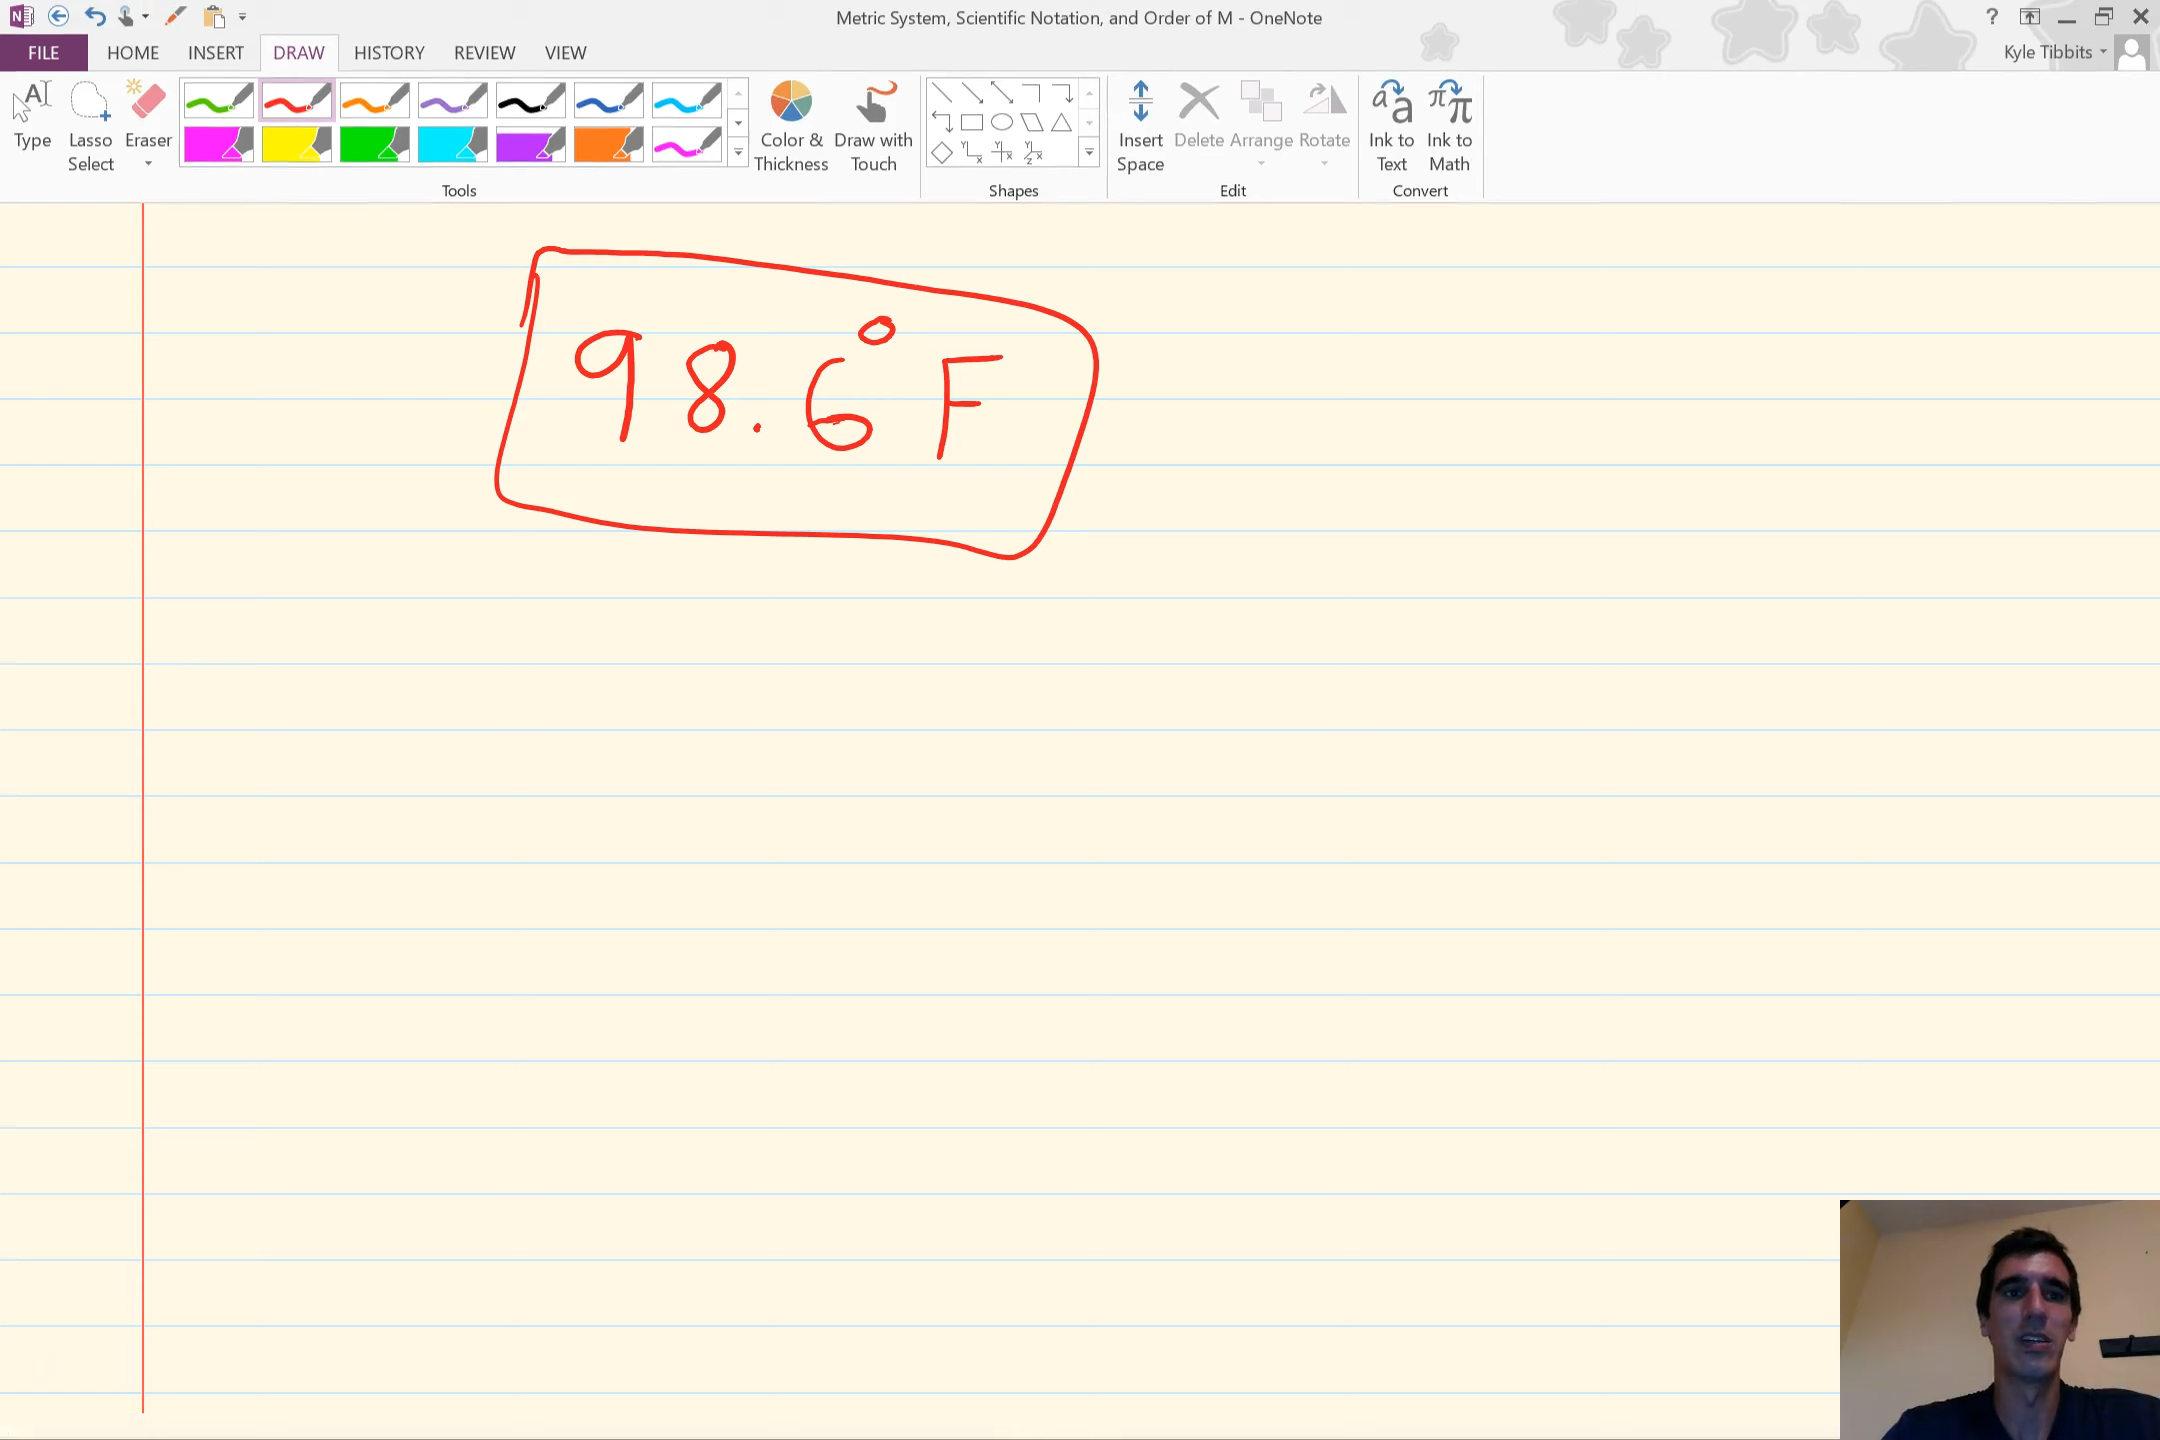 Metric System, Scientific Notation, and Order of M - OneNote
?
FILE HOME INSERT DRAW HISTORY REVIEW VIEW
Kyle Tibbits
Type
Lasso Select
Eraser
Color & Thickness
Draw with Touch
Insert Space
Delete
Arrange
Rotate
Ink to Text
Ink to Math
Tools
Shapes
Edit
Convert
98.6°F